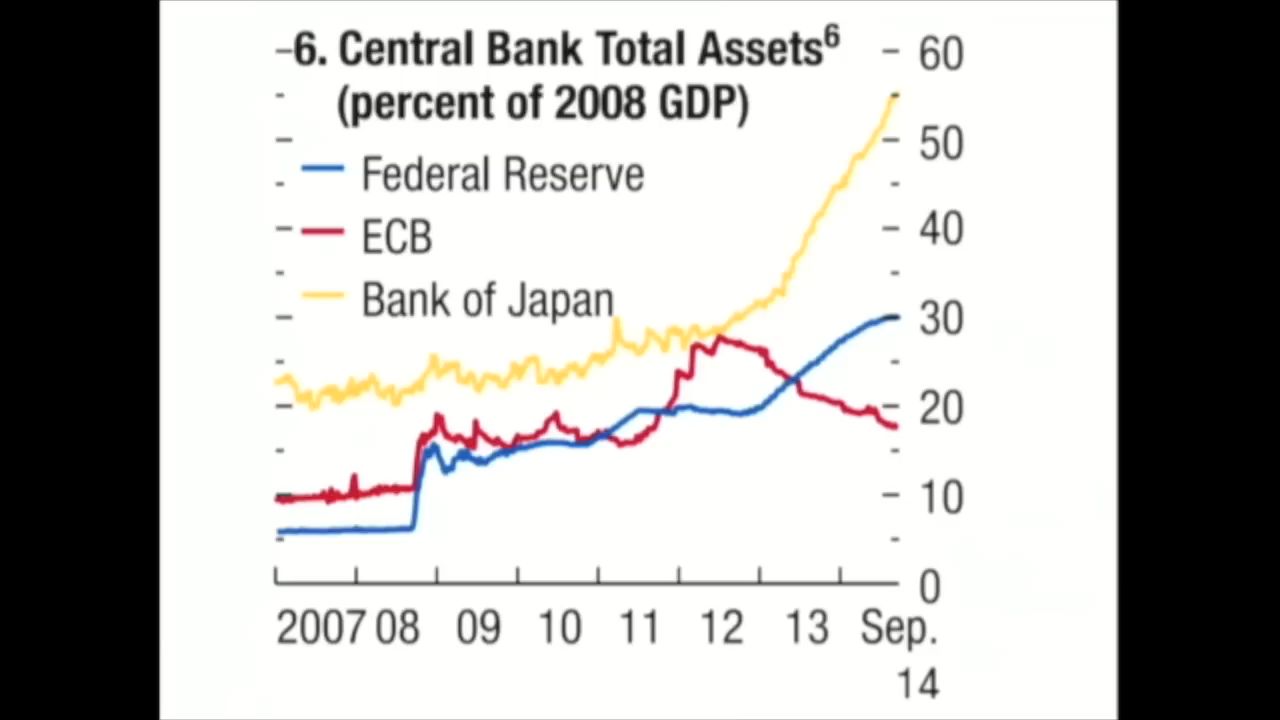 6. Central Bank Total Assets⁶
(percent of 2008 GDP)
Federal Reserve
ECB
Bank of Japan
60
50
40
30
20
10
0
2007 08 09 10 11 12 13 Sep.
14